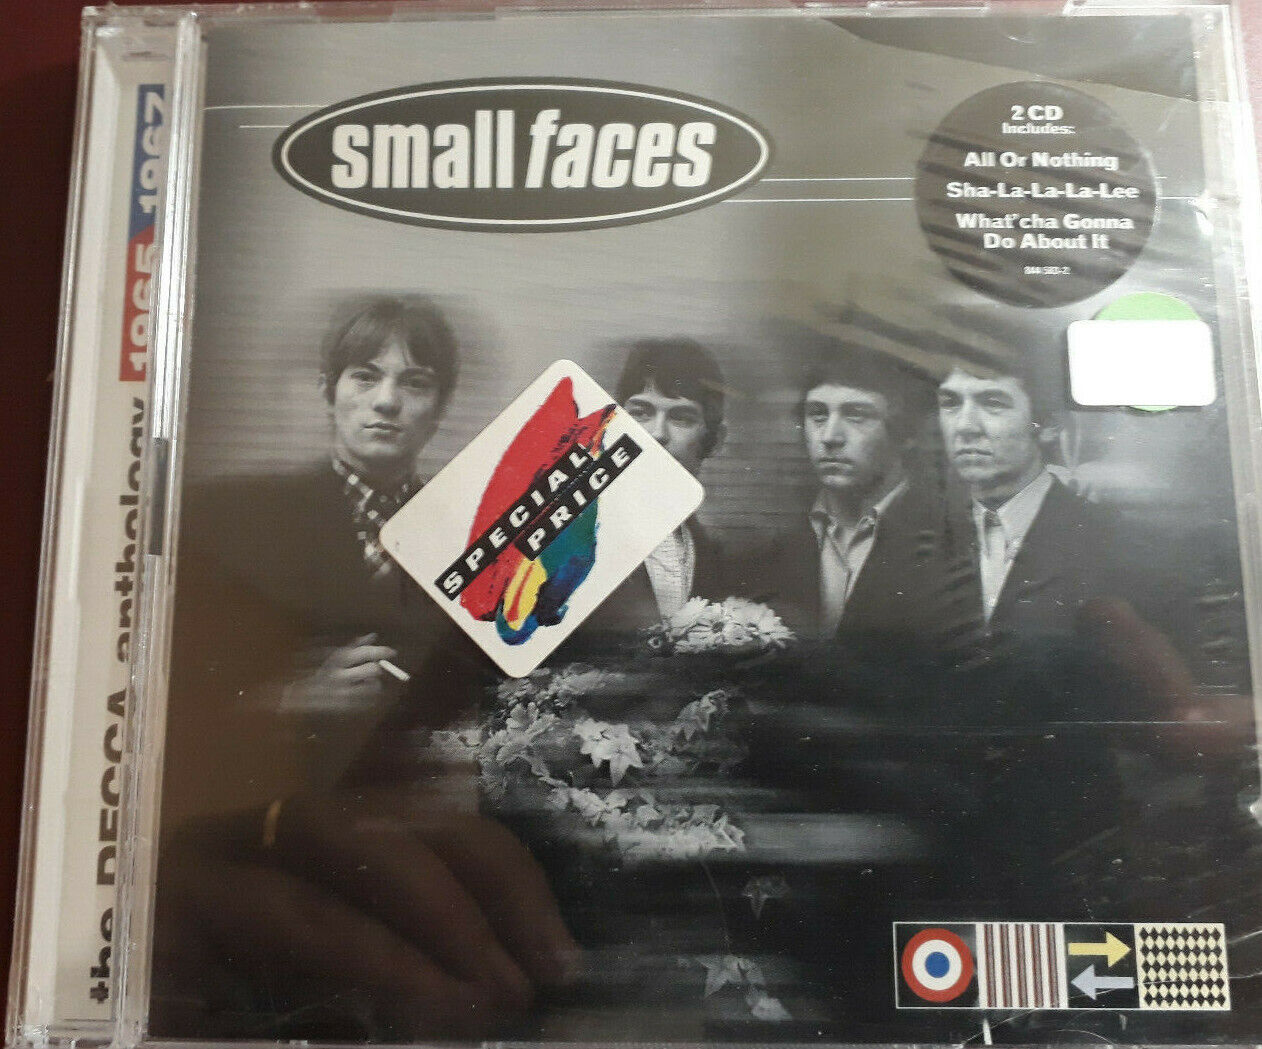 the DECCA anthology 1965 1967
small faces
2 CD
Includes:
All Or Nothing
Sha-La-La-La-Lee
What'cha Gonna
Do About It
SPECIAL
PRICE